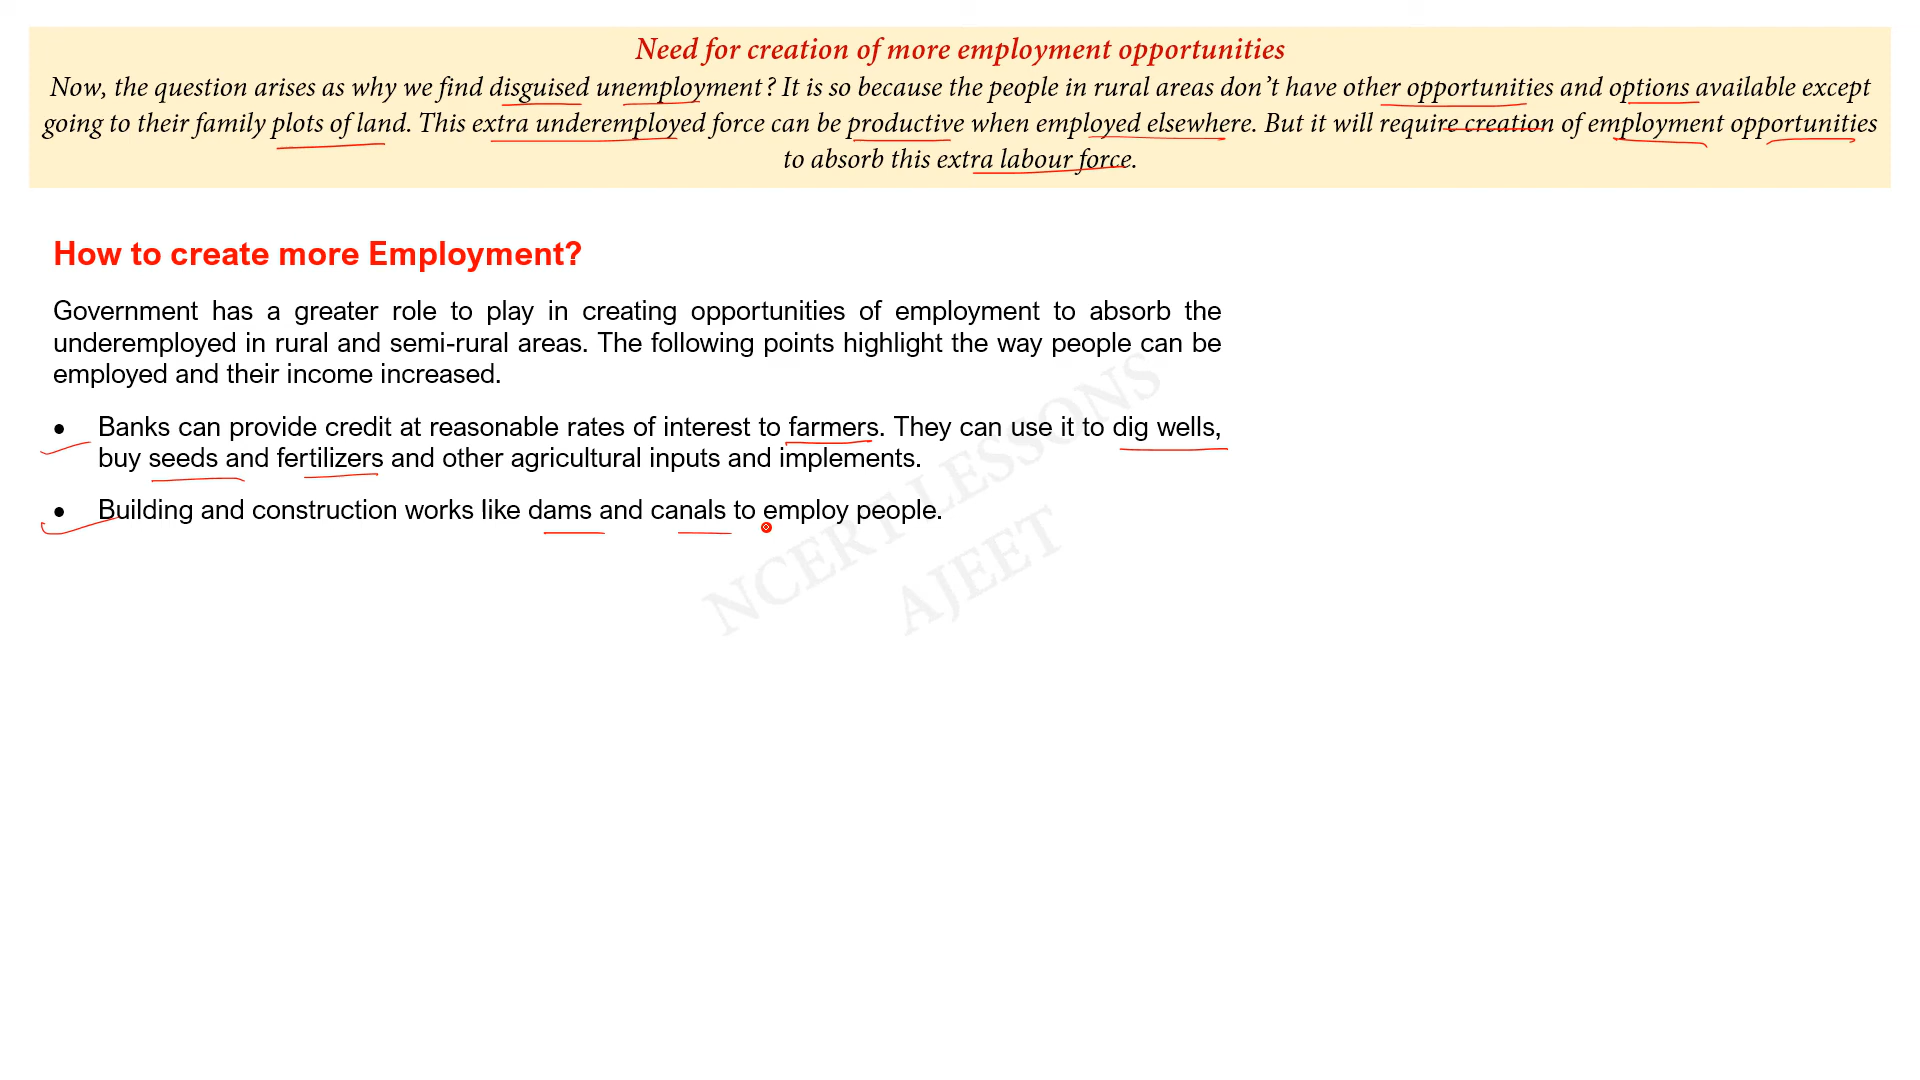 Need for creation of more employment opportunities
Now, the question arises as why we find disguised unemployment? It is so because the people in rural areas don’t have other opportunities and options available except
going to their family plots of land. This extra underemployed force can be productive when employed elsewhere. But it will require creation of employment opportunities
to absorb this extra labour force.
How to create more Employment?
Government has a greater role to play in creating opportunities of employment to absorb the
underemployed in rural and semi-rural areas. The following points highlight the way people can be
employed and their income increased.
• Banks can provide credit at reasonable rates of interest to farmers. They can use it to dig wells,
buy seeds and fertilizers and other agricultural inputs and implements.
• Building and construction works like dams and canals to employ people.
NCERT LESSONS
AJEET